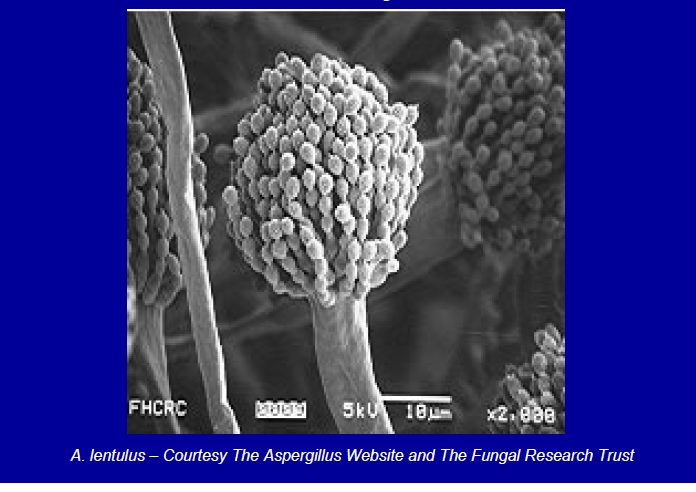 FHCRC 5kV 10µm x2,000
A. lentulus – Courtesy The Aspergillus Website and The Fungal Research Trust